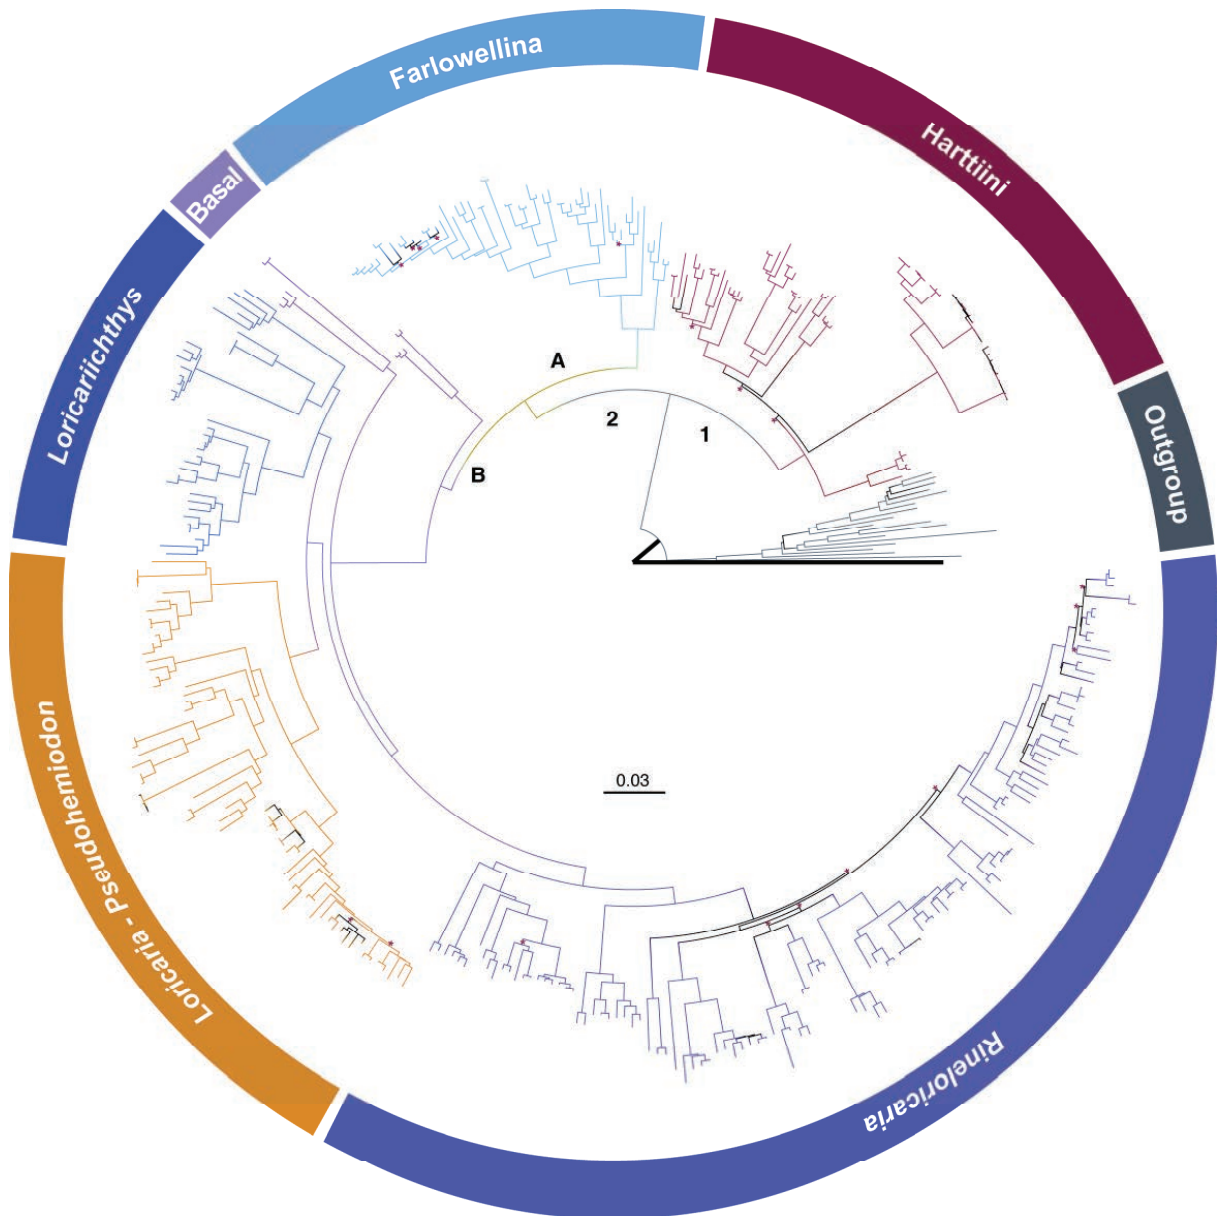 Farlowellina
Harttiini
Basal
Loricariichthys
Outgroup
A
2
1
B
0.03
Loricaria - Pseudohemiodon
Rineloricaria